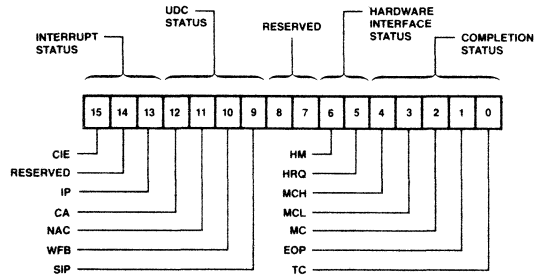 INTERRUPT
STATUS
UDC
STATUS
RESERVED
HARDWARE
INTERFACE
STATUS
COMPLETION
STATUS
15 14 13 12 11 10 9 8 7 6 5 4 3 2 1 0
CIE
RESERVED
IP
CA
NAC
WFB
SIP
HM
HRQ
MCH
MCL
MC
EOP
TC